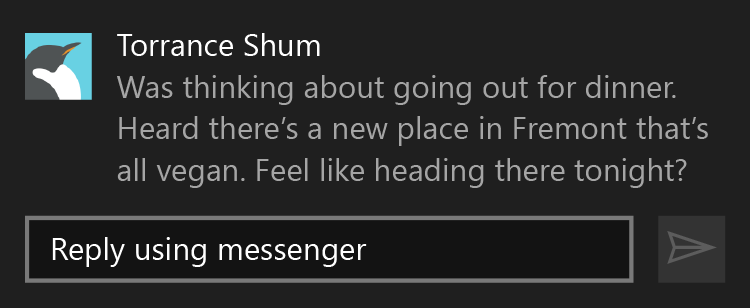 Torrance Shum
Was thinking about going out for dinner.
Heard there’s a new place in Fremont that’s
all vegan. Feel like heading there tonight?
Reply using messenger